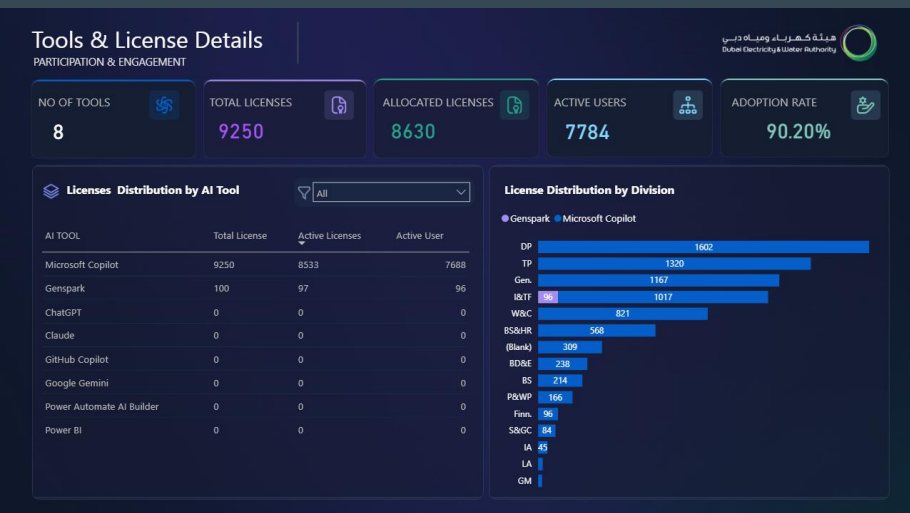 Tools & License Details
PARTICIPATION & ENGAGEMENT
هيئة كهرباء ومياه دبي
Dubai Electricity & Water Authority
NO OF TOOLS
8
TOTAL LICENSES
9250
ALLOCATED LICENSES
8630
ACTIVE USERS
7784
ADOPTION RATE
90.20%
Licenses Distribution by AI Tool
All
AI TOOL Total License Active Licenses Active User
Microsoft Copilot 9250 8533 7688
Genspark 100 97 96
ChatGPT 0 0 0
Claude 0 0 0
GitHub Copilot 0 0 0
Google Gemini 0 0 0
Power Automate AI Builder 0 0 0
Power BI 0 0 0
License Distribution by Division
Genspark Microsoft Copilot
DP 1602
TP 1320
Gen. 1167
I&TF 96 1017
W&C 821
BS&HR 568
(Blank) 309
BD&E 238
BS 214
P&WP 166
Finn. 96
S&GC 84
IA 45
LA
GM